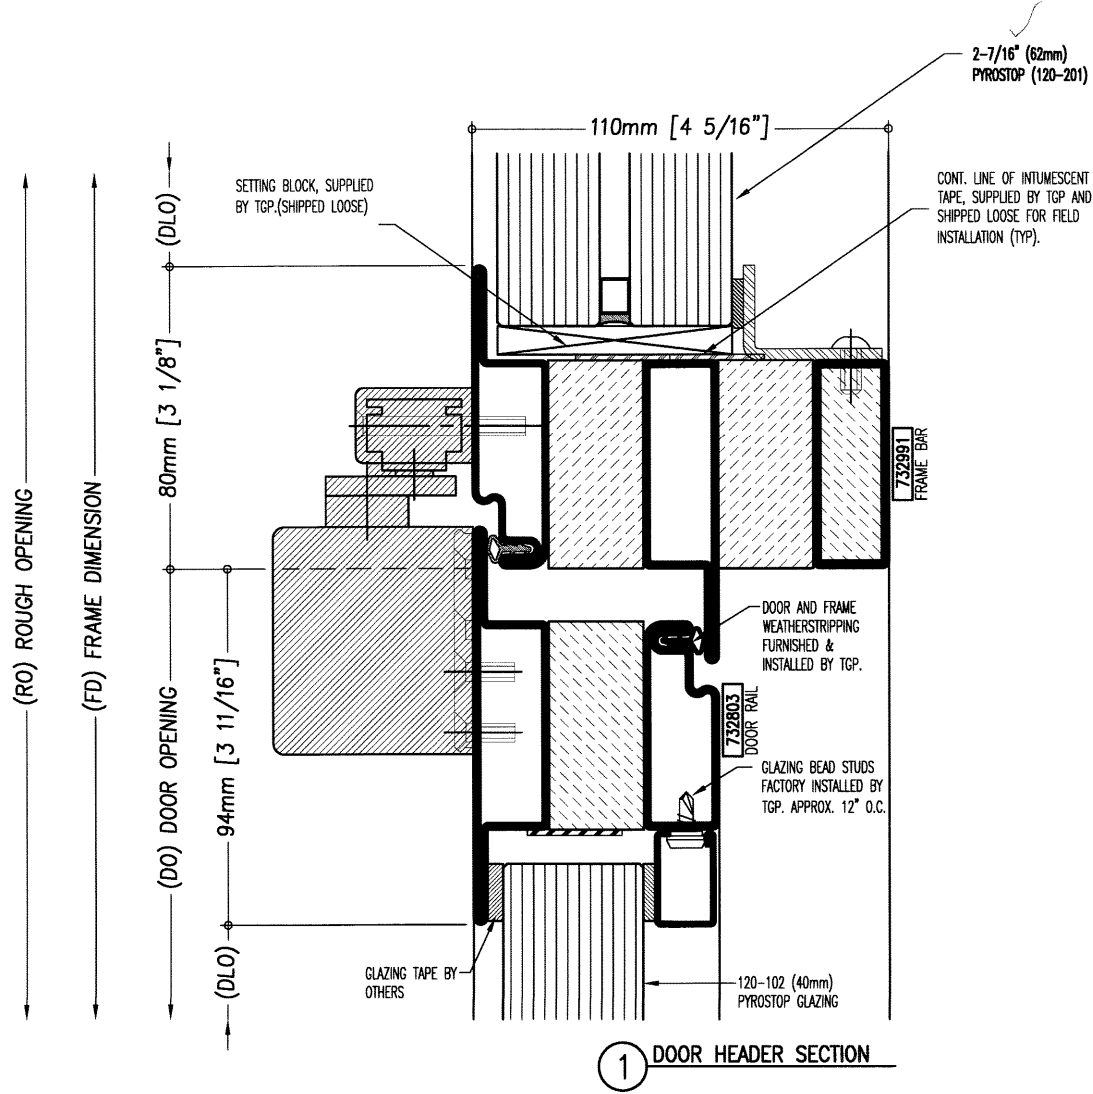 2-7/16" (62mm)
PYROSTOP (120-201)
110mm [4 5/16"]
SETTING BLOCK, SUPPLIED
BY TGP.(SHIPPED LOOSE)
CONT. LINE OF INTUMESCENT
TAPE, SUPPLIED BY TGP AND
SHIPPED LOOSE FOR FIELD
INSTALLATION (TYP).
(DLO)
80mm [3 1/8"]
(RO) ROUGH OPENING
(FD) FRAME DIMENSION
(DO) DOOR OPENING
94mm [3 11/16"]
(DLO)
732991
FRAME BAR
DOOR AND FRAME
WEATHERSTRIPPING
FURNISHED &
INSTALLED BY TGP.
732803
DOOR RAIL
GLAZING BEAD STUDS
FACTORY INSTALLED BY
TGP. APPROX. 12" O.C.
GLAZING TAPE BY
OTHERS
120-102 (40mm)
PYROSTOP GLAZING
1 DOOR HEADER SECTION